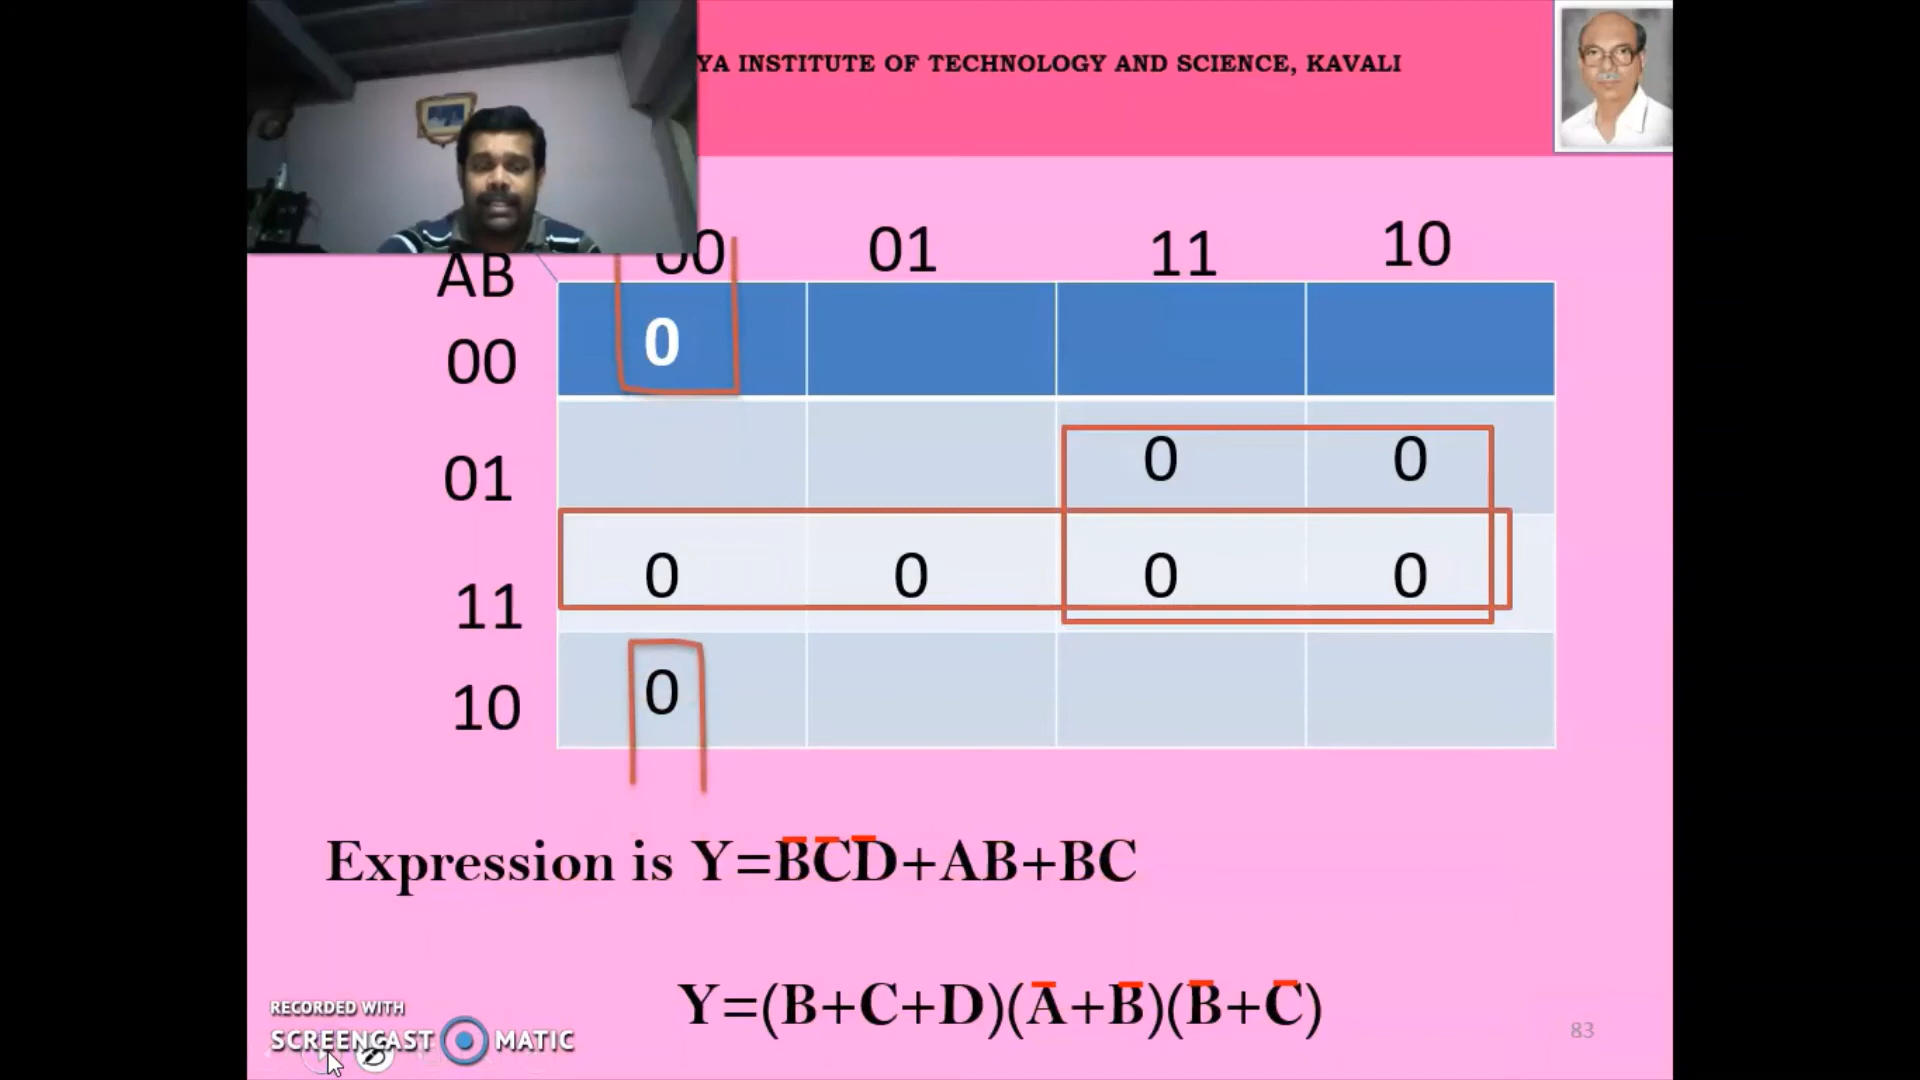 YA INSTITUTE OF TECHNOLOGY AND SCIENCE, KAVALI
00 01 11 10
AB
00 0
01 0 0
11 0 0 0 0
10 0
Expression is Y=B̅C̅D̅+AB+BC
Y=(B+C+D)(A̅+B̅)(B̅+C̅)
RECORDED WITH
SCREENCAST MATIC
83